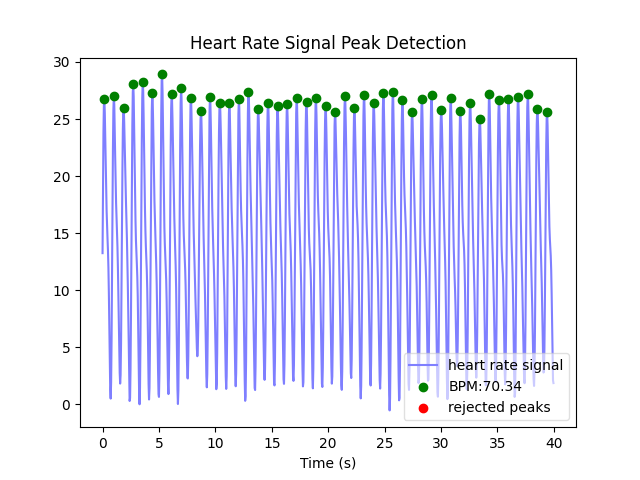 Heart Rate Signal Peak Detection
30
25
20
15
10
5
0
heart rate signal
BPM:70.34
rejected peaks
0 5 10 15 20 25 30 35 40
Time (s)